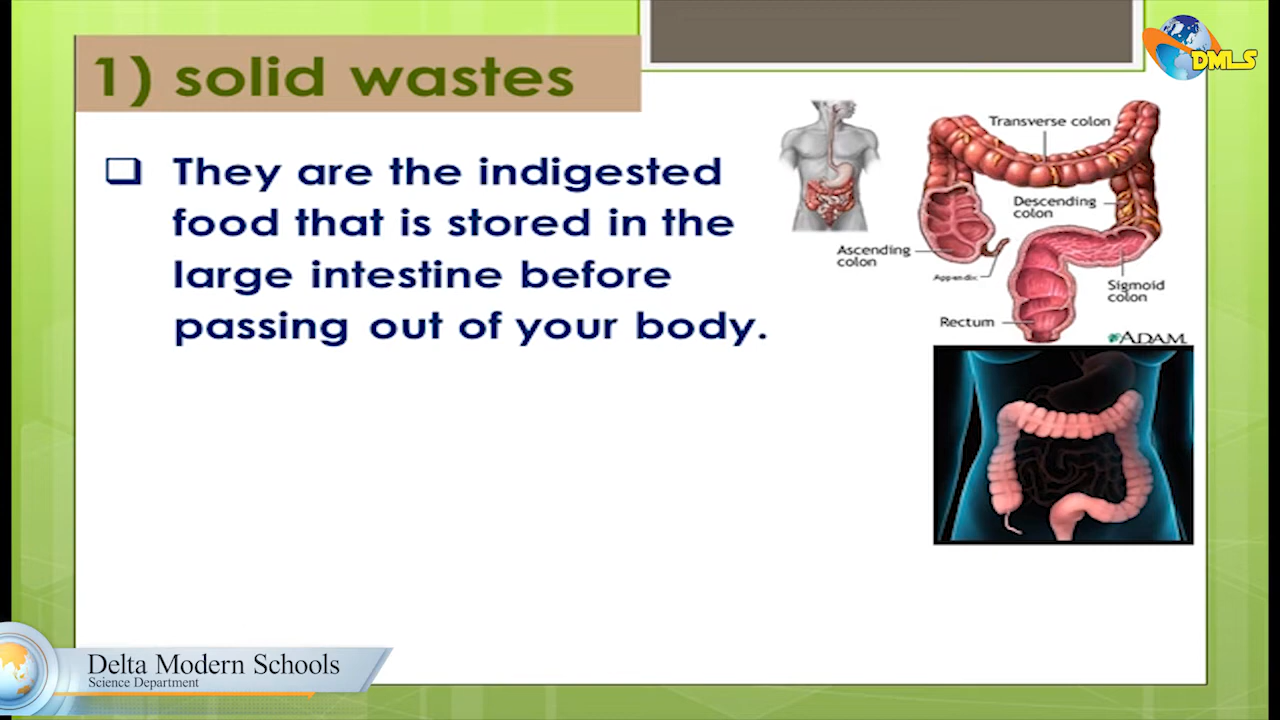 1) solid wastes
They are the indigested
food that is stored in the
large intestine before
passing out of your body.
Transverse colon
Descending
colon
Ascending
colon
Appendix
Sigmoid
colon
Rectum
ADAM.
DMLS
Delta Modern Schools
Science Department